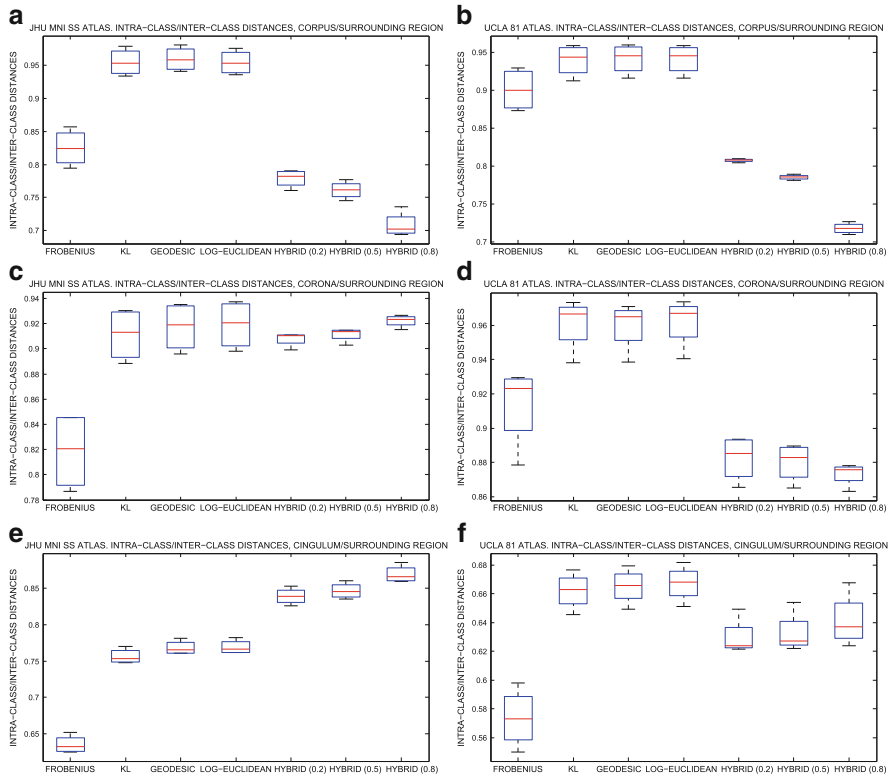 a
JHU MNI SS ATLAS. INTRA−CLASS/INTER−CLASS DISTANCES, CORPUS/SURROUNDING REGION
INTRA−CLASS/INTER−CLASS DISTANCES
0.95
0.9
0.85
0.8
0.75
0.7
FROBENIUS KL GEODESIC LOG−EUCLIDEAN HYBRID (0.2) HYBRID (0.5) HYBRID (0.8)
b
UCLA 81 ATLAS. INTRA−CLASS/INTER−CLASS DISTANCES, CORPUS/SURROUNDING REGION
INTRA−CLASS/INTER−CLASS DISTANCES
0.95
0.9
0.85
0.8
0.75
0.7
FROBENIUS KL GEODESIC LOG−EUCLIDEAN HYBRID (0.2) HYBRID (0.5) HYBRID (0.8)
c
JHU MNI SS ATLAS. INTRA−CLASS/INTER−CLASS DISTANCES, CORONA/SURROUNDING REGION
INTRA−CLASS/INTER−CLASS DISTANCES
0.94
0.92
0.9
0.88
0.86
0.84
0.82
0.8
0.78
FROBENIUS KL GEODESIC LOG−EUCLIDEAN HYBRID (0.2) HYBRID (0.5) HYBRID (0.8)
d
UCLA 81 ATLAS. INTRA−CLASS/INTER−CLASS DISTANCES, CORONA/SURROUNDING REGION
INTRA−CLASS/INTER−CLASS DISTANCES
0.96
0.94
0.92
0.9
0.88
0.86
FROBENIUS KL GEODESIC LOG−EUCLIDEAN HYBRID (0.2) HYBRID (0.5) HYBRID (0.8)
e
JHU MNI SS ATLAS. INTRA−CLASS/INTER−CLASS DISTANCES, CINGULUM/SURROUNDING REGION
INTRA−CLASS/INTER−CLASS DISTANCES
0.85
0.8
0.75
0.7
0.65
FROBENIUS KL GEODESIC LOG−EUCLIDEAN HYBRID (0.2) HYBRID (0.5) HYBRID (0.8)
f
UCLA 81 ATLAS. INTRA−CLASS/INTER−CLASS DISTANCES, CINGULUM/SURROUNDING REGION
INTRA−CLASS/INTER−CLASS DISTANCES
0.68
0.66
0.64
0.62
0.6
0.58
0.56
FROBENIUS KL GEODESIC LOG−EUCLIDEAN HYBRID (0.2) HYBRID (0.5) HYBRID (0.8)